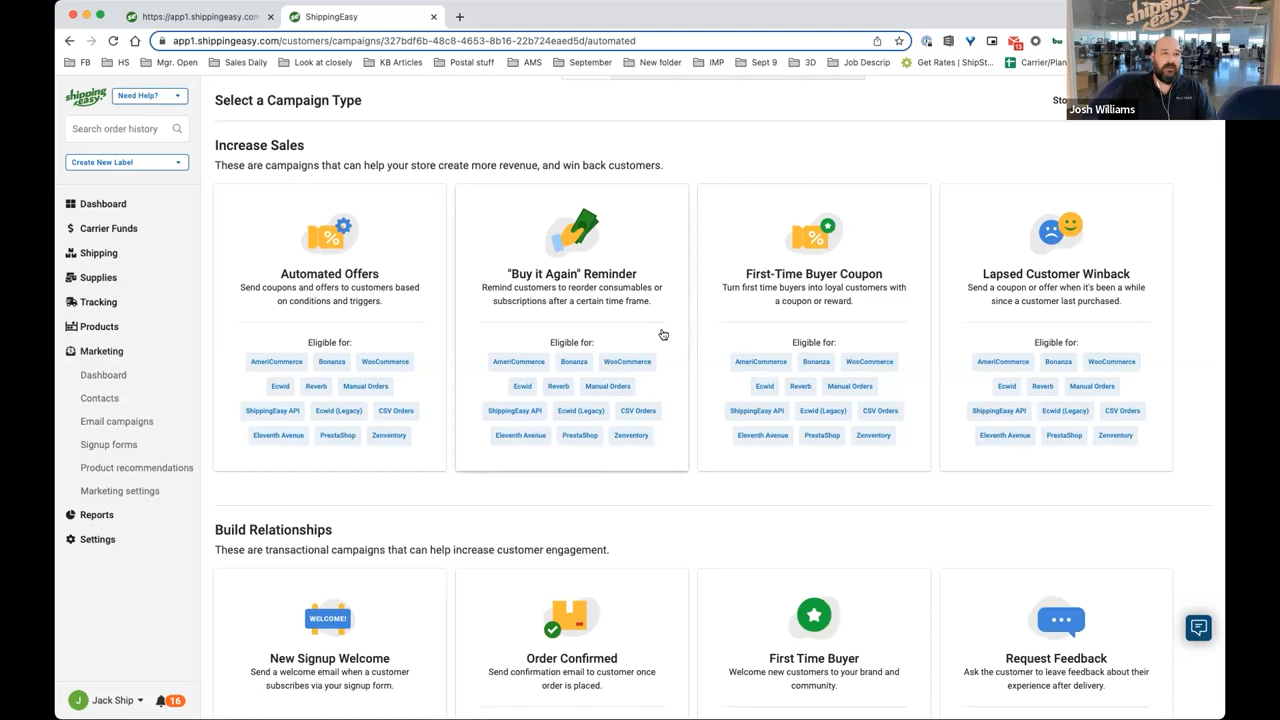 https://app1.shippingeasy.com
ShippingEasy
app1.shippingeasy.com/customers/campaigns/327bdf6b-48c8-4653-8b16-22b724eaed5d/automated
13
FB
HS
Mgr. Open
Sales Daily
Look at closely
KB Articles
Postal stuff
AMS
September
New folder
IMP
Sept 9
3D
Job Descrip
Get Rates | ShipSt...
Carrier/Plan
shipping easy
Josh Williams
shipping easy
Need Help?
Search order history
Create New Label
Dashboard
Carrier Funds
Shipping
Supplies
Tracking
Products
Marketing
Dashboard
Contacts
Email campaigns
Signup forms
Product recommendations
Marketing settings
Reports
Settings
J
Jack Ship
16
Select a Campaign Type
Sto
Increase Sales
These are campaigns that can help your store create more revenue, and win back customers.
%
Automated Offers
Send coupons and offers to customers based
on conditions and triggers.
Eligible for:
AmeriCommerce
Bonanza
WooCommerce
Ecwid
Reverb
Manual Orders
ShippingEasy API
Ecwid (Legacy)
CSV Orders
Eleventh Avenue
PrestaShop
Zenventory
"Buy it Again" Reminder
Remind customers to reorder consumables or
subscriptions after a certain time frame.
Eligible for:
AmeriCommerce
Bonanza
WooCommerce
Ecwid
Reverb
Manual Orders
ShippingEasy API
Ecwid (Legacy)
CSV Orders
Eleventh Avenue
PrestaShop
Zenventory
%
First-Time Buyer Coupon
Turn first time buyers into loyal customers with
a coupon or reward.
Eligible for:
AmeriCommerce
Bonanza
WooCommerce
Ecwid
Reverb
Manual Orders
ShippingEasy API
Ecwid (Legacy)
CSV Orders
Eleventh Avenue
PrestaShop
Zenventory
Lapsed Customer Winback
Send a coupon or offer when it's been a while
since a customer last purchased.
Eligible for:
AmeriCommerce
Bonanza
WooCommerce
Ecwid
Reverb
Manual Orders
ShippingEasy API
Ecwid (Legacy)
CSV Orders
Eleventh Avenue
PrestaShop
Zenventory
Build Relationships
These are transactional campaigns that can help increase customer engagement.
WELCOME!
New Signup Welcome
Send a welcome email when a customer
subscribes via your signup form.
Order Confirmed
Send confirmation email to customer once
order is placed.
First Time Buyer
Welcome new customers to your brand and
community.
Request Feedback
Ask the customer to leave feedback about their
experience after delivery.